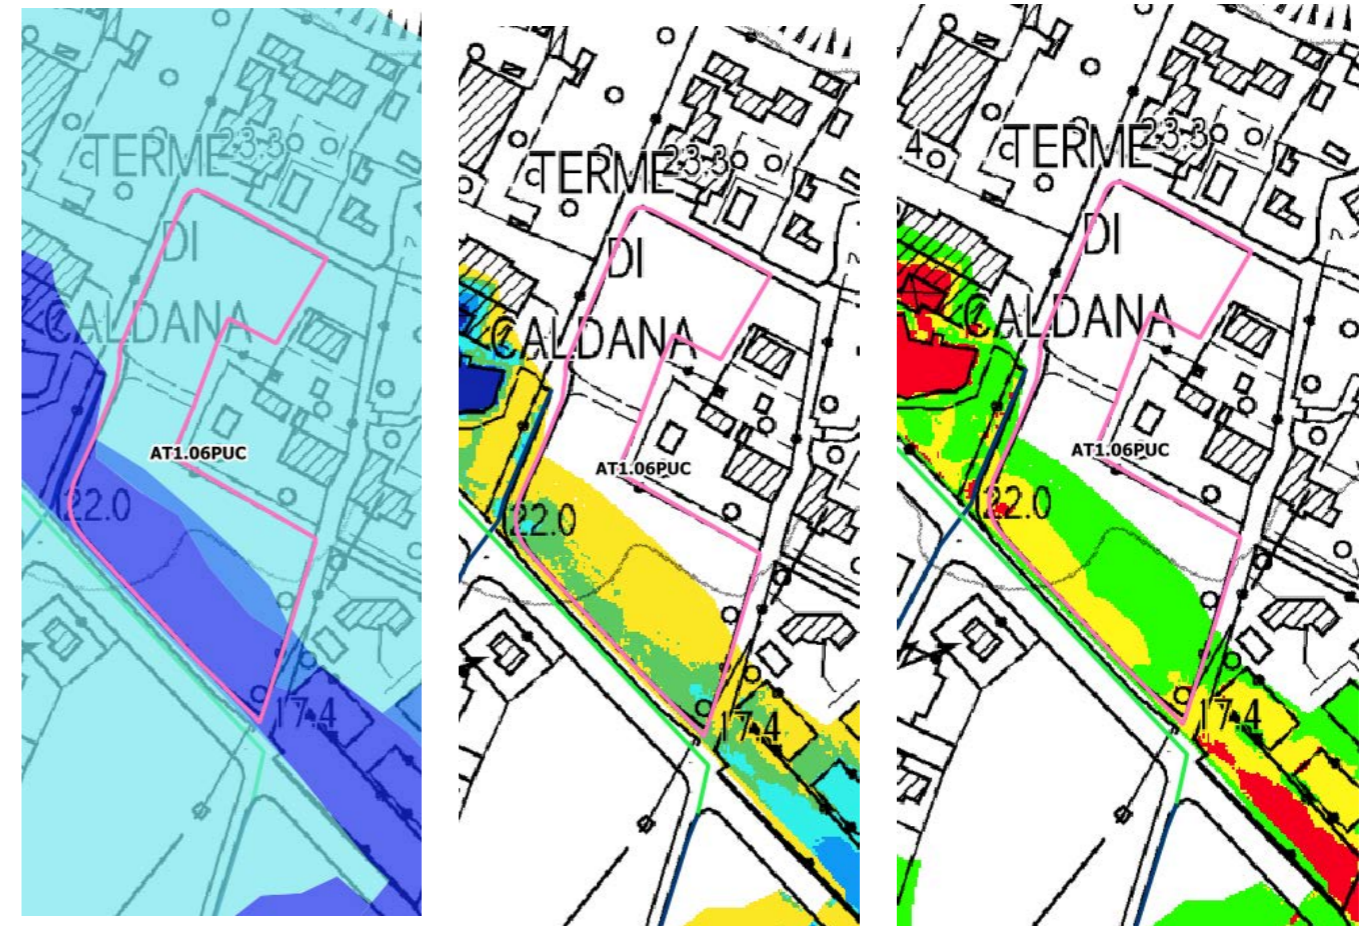 TERME
23.3
DI
CALDANA
AT1.06PUC
22.0
17.4
TERME
23.3
DI
CALDANA
AT1.06PUC
22.0
17.4
4
TERME
23.3
DI
CALDANA
AT1.06PUC
22.0
17.4